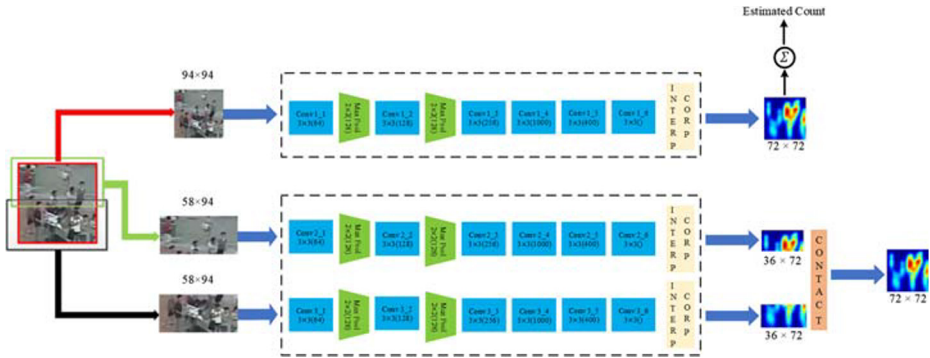 Estimated Count
Σ
94×94
Conv1_1
3×3(64)
Max Pool
2×2(128)
Conv1_2
3×3(128)
Max Pool
2×2(128)
Conv1_3
3×3(256)
Conv1_4
3×3(1000)
Conv1_5
3×3(400)
Conv1_6
3×3()
INTERP
CORP
72 × 72
58×94
Conv2_1
3×3(64)
Max Pool
2×2(128)
Conv2_2
3×3(128)
Max Pool
2×2(128)
Conv2_3
3×3(256)
Conv2_4
3×3(1000)
Conv2_5
3×3(400)
Conv2_6
3×3()
INTERP
CORP
36 × 72
58×94
Conv3_1
3×3(64)
Max Pool
2×2(128)
Conv3_2
3×3(128)
Max Pool
2×2(128)
Conv3_3
3×3(256)
Conv3_4
3×3(1000)
Conv3_5
3×3(400)
Conv3_6
3×3()
INTERP
CORP
36 × 72
CONTACT
72 × 72